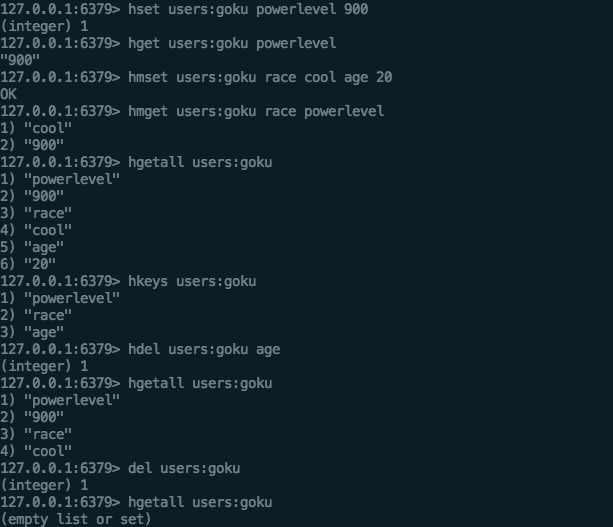 127.0.0.1:6379> hset users:goku powerlevel 900
(integer) 1
127.0.0.1:6379> hget users:goku powerlevel
"900"
127.0.0.1:6379> hmset users:goku race cool age 20
OK
127.0.0.1:6379> hmget users:goku race powerlevel
1) "cool"
2) "900"
127.0.0.1:6379> hgetall users:goku
1) "powerlevel"
2) "900"
3) "race"
4) "cool"
5) "age"
6) "20"
127.0.0.1:6379> hkeys users:goku
1) "powerlevel"
2) "race"
3) "age"
127.0.0.1:6379> hdel users:goku age
(integer) 1
127.0.0.1:6379> hgetall users:goku
1) "powerlevel"
2) "900"
3) "race"
4) "cool"
127.0.0.1:6379> del users:goku
(integer) 1
127.0.0.1:6379> hgetall users:goku
(empty list or set)